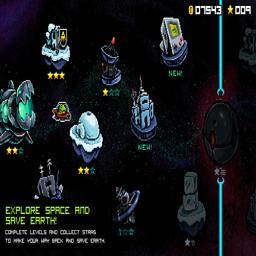 07543 009
NEW!
NEW!
EXPLORE SPACE AND
SAVE EARTH!
COMPLETE LEVELS AND COLLECT STARS
TO MAKE YOUR WAY BACK AND SAVE EARTH.